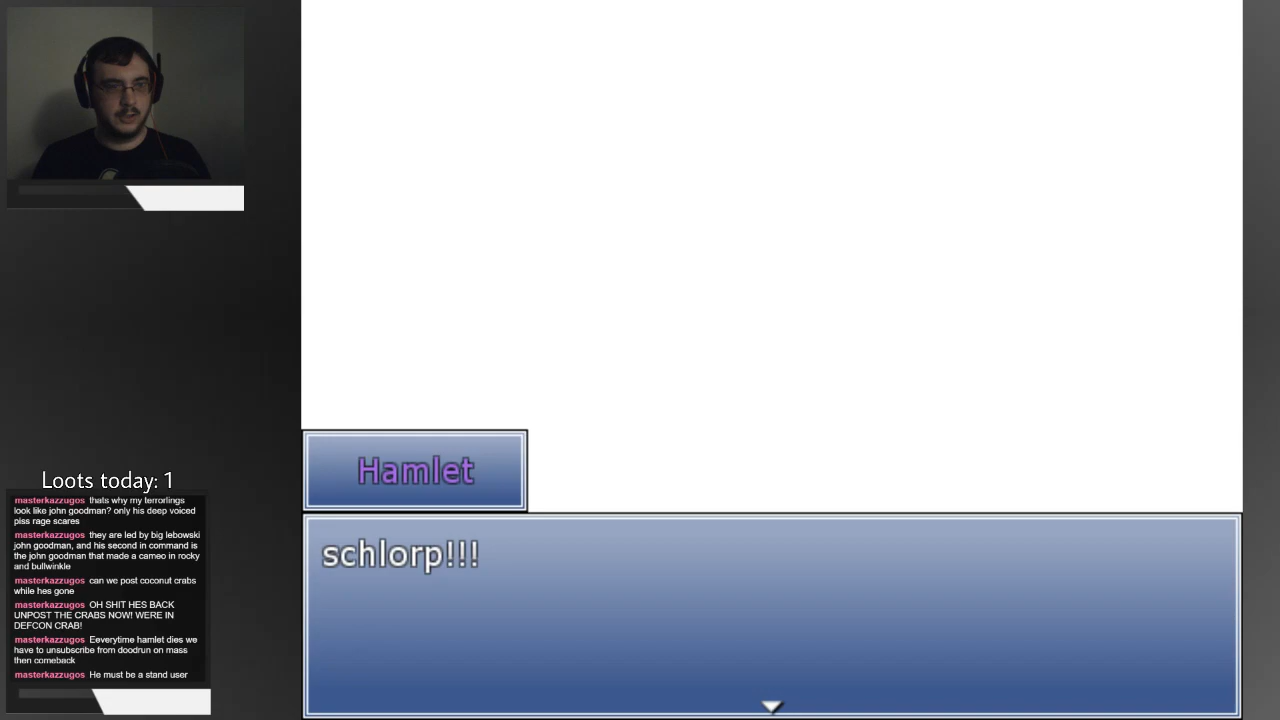 Hamlet
schlorp!!!
Loots today: 1
masterkazzugos thats why my terrorlings
look like john goodman? only his deep voiced
piss rage scares
masterkazzugos they are led by big lebowski
john goodman, and his second in command is
the john goodman that made a cameo in rocky
and bullwinkle
masterkazzugos can we post coconut crabs
while hes gone
masterkazzugos OH SHIT HES BACK
UNPOST THE CRABS NOW! WERE IN
DEFCON CRAB!
masterkazzugos Eeverytime hamlet dies we
have to unsubscribe from doodrun on mass
then comeback
masterkazzugos He must be a stand user